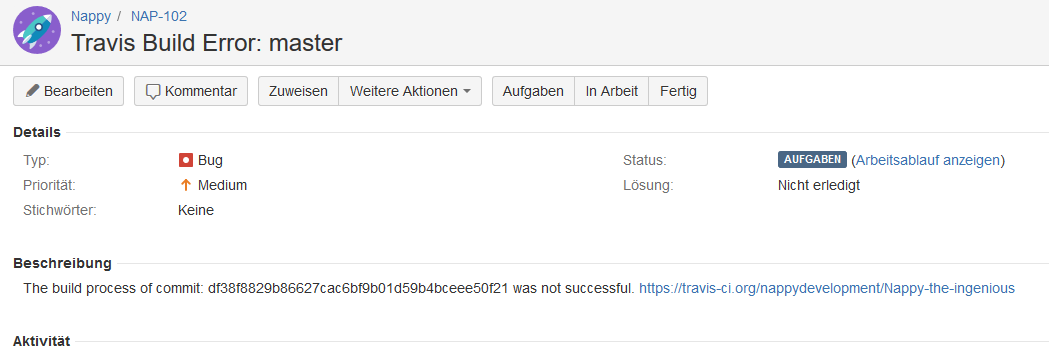 Nappy / NAP-102
Travis Build Error: master
Bearbeiten Kommentar Zuweisen Weitere Aktionen Aufgaben In Arbeit Fertig
Details
Typ: Bug Status: AUFGABEN (Arbeitsablauf anzeigen)
Priorität: Medium Lösung: Nicht erledigt
Stichwörter: Keine
Beschreibung
The build process of commit: df38f8829b86627cac6bf9b01d59b4bceee50f21 was not successful. https://travis-ci.org/nappydevelopment/Nappy-the-ingenious
Aktivität